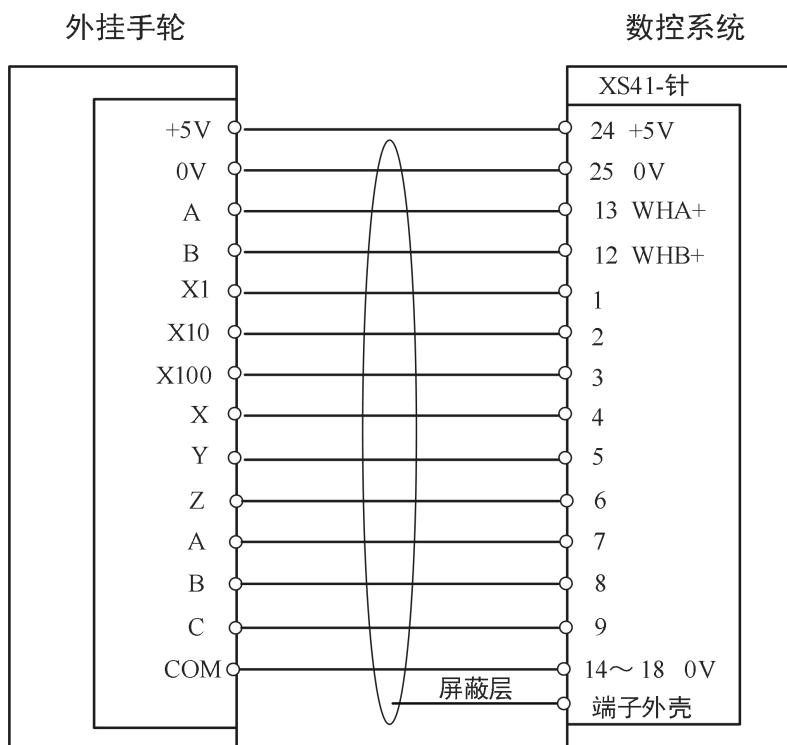 外挂手轮 数控系统
XS41-针
+5V 24 +5V
0V 25 0V
A 13 WHA+
B 12 WHB+
X1 1
X10 2
X100 3
X 4
Y 5
Z 6
A 7
B 8
C 9
COM 14～18 0V
屏蔽层 端子外壳